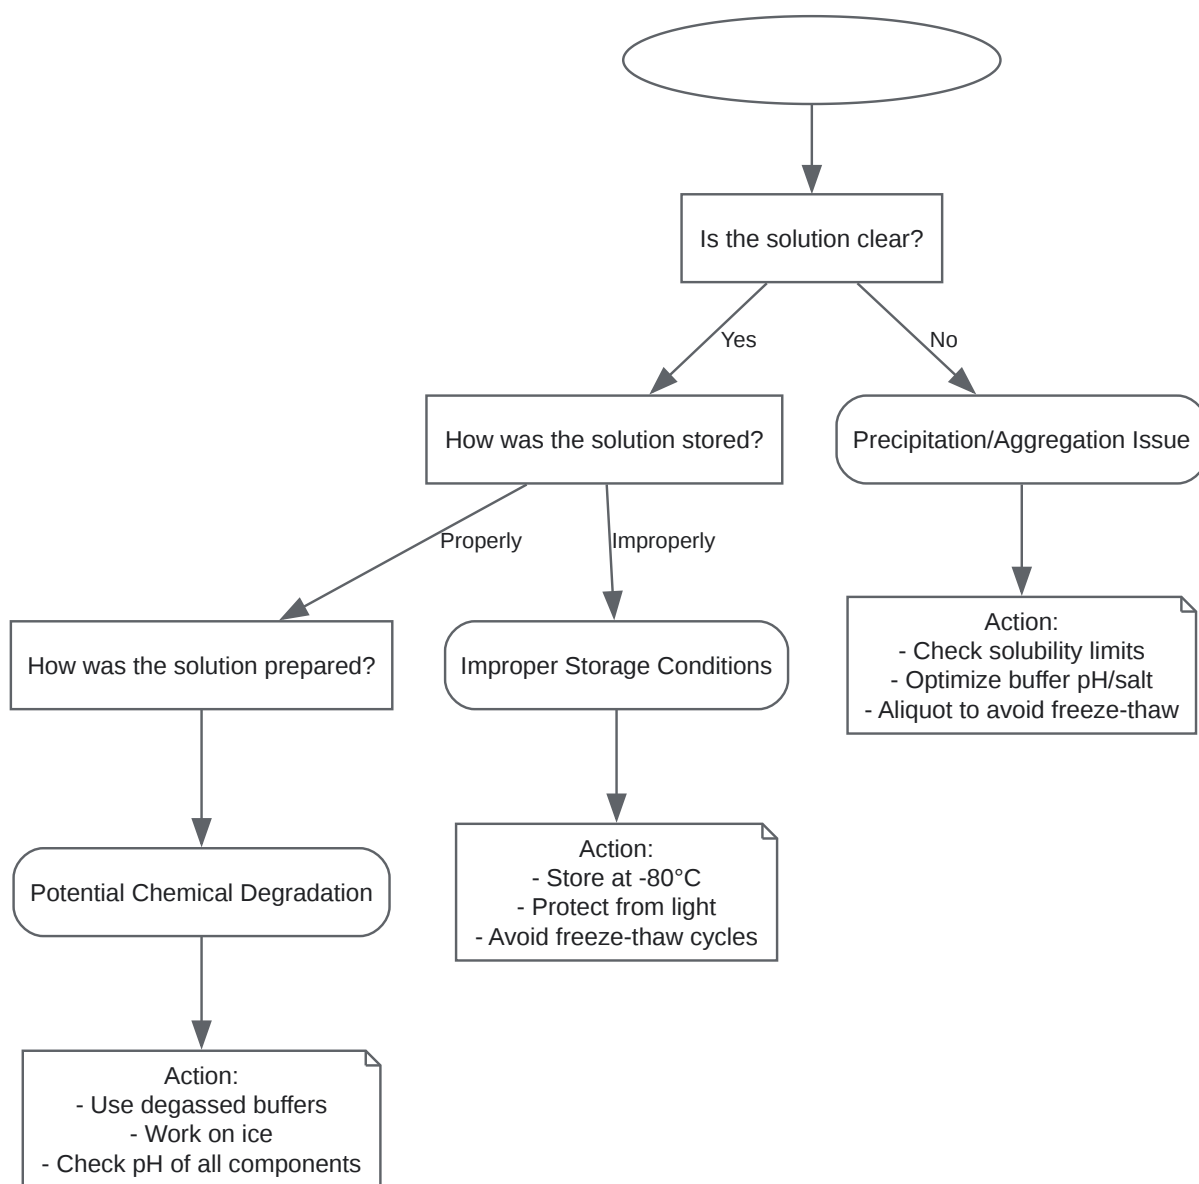 Is the solution clear?
Yes
No
How was the solution stored?
Precipitation/Aggregation Issue
Properly
Improperly
How was the solution prepared?
Improper Storage Conditions
Action:
- Check solubility limits
- Optimize buffer pH/salt
- Aliquot to avoid freeze-thaw
Potential Chemical Degradation
Action:
- Store at -80°C
- Protect from light
- Avoid freeze-thaw cycles
Action:
- Use degassed buffers
- Work on ice
- Check pH of all components